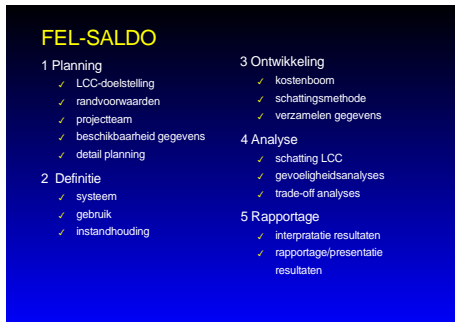 FEL-SALDO
1 Planning
✓ LCC-doelstelling
✓ randvoorwaarden
✓ projectteam
✓ beschikbaarheid gegevens
✓ detail planning
2 Definitie
✓ systeem
✓ gebruik
✓ instandhouding
3 Ontwikkeling
✓ kostenboom
✓ schattingsmethode
✓ verzamelen gegevens
4 Analyse
✓ schatting LCC
✓ gevoeligheidsanalyses
✓ trade-off analyses
5 Rapportage
✓ interpratatie resultaten
✓ rapportage/presentatie
resultaten